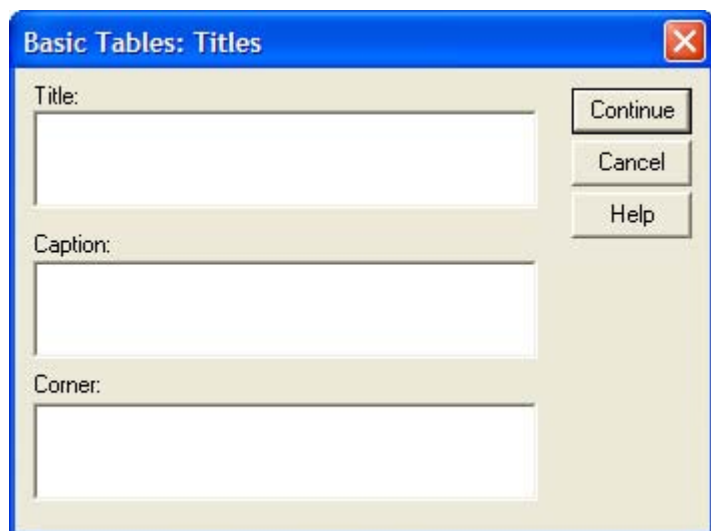 Basic Tables: Titles
Title:
Continue
Cancel
Help
Caption:
Corner: